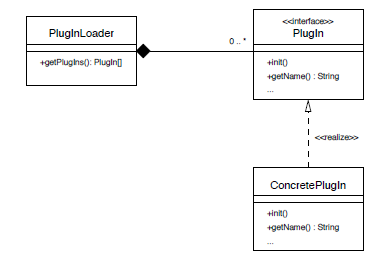 PlugInLoader
+getPlugIns(): PlugIn[]
0 .. *
<<interface>>
PlugIn
+init()
+getName() : String
...
<<realize>>
ConcretePlugIn
+init()
+getName() : String
...